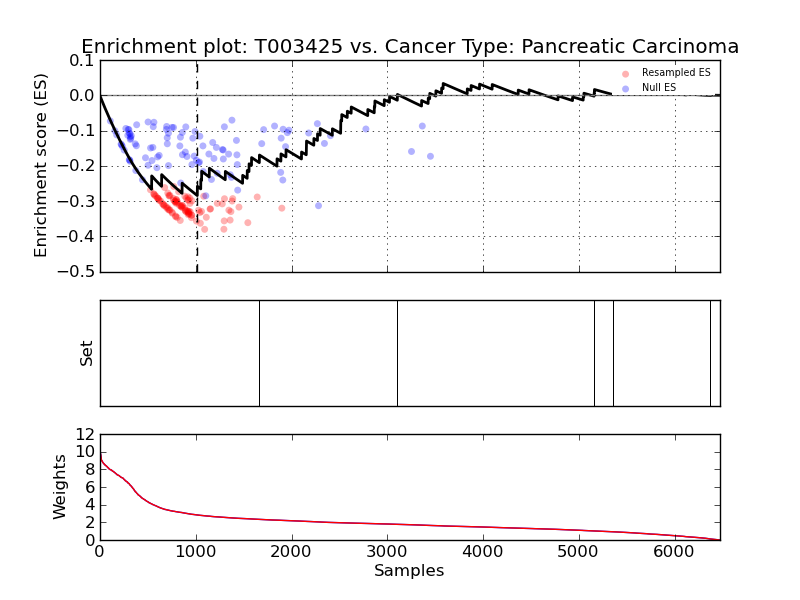 Enrichment plot: T003425 vs. Cancer Type: Pancreatic Carcinoma
Enrichment score (ES)
0.1
0.0
−0.1
−0.2
−0.3
−0.4
−0.5
Resampled ES
Null ES
Set
Weights
12
10
8
6
4
2
0
0 1000 2000 3000 4000 5000 6000
Samples